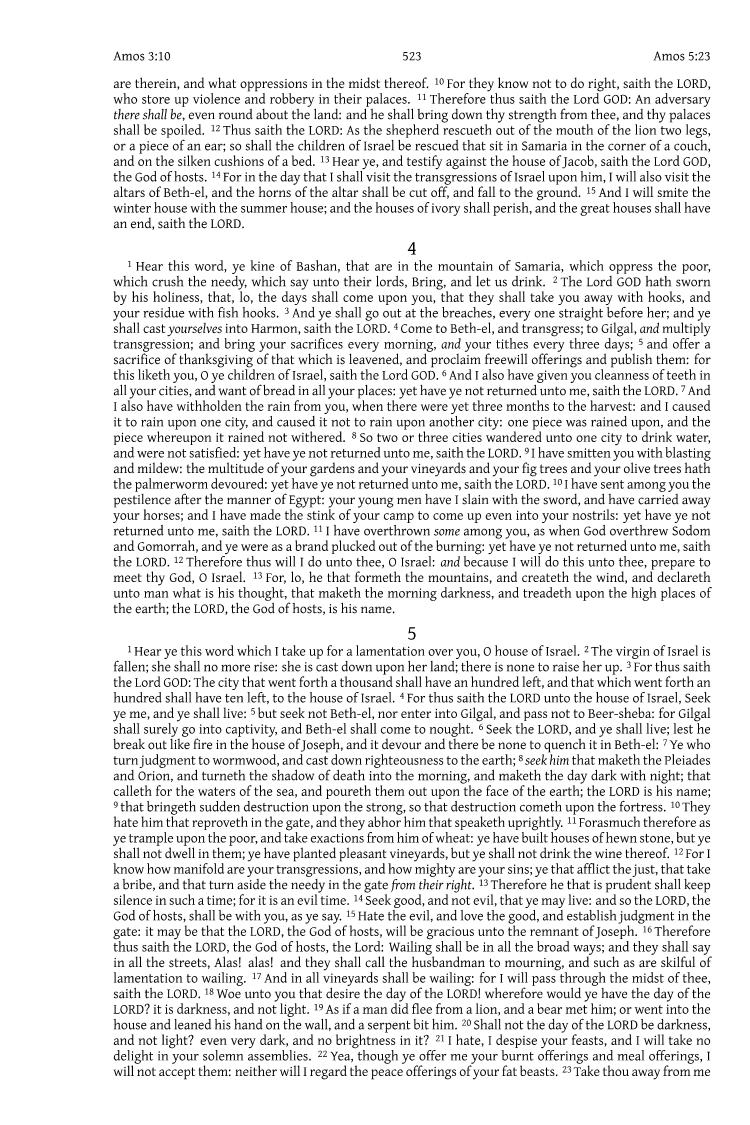 Amos 3:10 523 Amos 5:23
are therein, and what oppressions in the midst thereof. 10 For they know not to do right, saith the LORD,
who store up violence and robbery in their palaces. 11 Therefore thus saith the Lord GOD: An adversary
there shall be, even round about the land: and he shall bring down thy strength from thee, and thy palaces
shall be spoiled. 12 Thus saith the LORD: As the shepherd rescueth out of the mouth of the lion two legs,
or a piece of an ear; so shall the children of Israel be rescued that sit in Samaria in the corner of a couch,
and on the silken cushions of a bed. 13 Hear ye, and testify against the house of Jacob, saith the Lord GOD,
the God of hosts. 14 For in the day that I shall visit the transgressions of Israel upon him, I will also visit the
altars of Beth-el, and the horns of the altar shall be cut off, and fall to the ground. 15 And I will smite the
winter house with the summer house; and the houses of ivory shall perish, and the great houses shall have
an end, saith the LORD.
4
1 Hear this word, ye kine of Bashan, that are in the mountain of Samaria, which oppress the poor,
which crush the needy, which say unto their lords, Bring, and let us drink. 2 The Lord GOD hath sworn
by his holiness, that, lo, the days shall come upon you, that they shall take you away with hooks, and
your residue with fish hooks. 3 And ye shall go out at the breaches, every one straight before her; and ye
shall cast yourselves into Harmon, saith the LORD. 4 Come to Beth-el, and transgress; to Gilgal, and multiply
transgression; and bring your sacrifices every morning, and your tithes every three days; 5 and offer a
sacrifice of thanksgiving of that which is leavened, and proclaim freewill offerings and publish them: for
this liketh you, O ye children of Israel, saith the Lord GOD. 6 And I also have given you cleanness of teeth in
all your cities, and want of bread in all your places: yet have ye not returned unto me, saith the LORD. 7 And
I also have withholden the rain from you, when there were yet three months to the harvest: and I caused
it to rain upon one city, and caused it not to rain upon another city: one piece was rained upon, and the
piece whereupon it rained not withered. 8 So two or three cities wandered unto one city to drink water,
and were not satisfied: yet have ye not returned unto me, saith the LORD. 9 I have smitten you with blasting
and mildew: the multitude of your gardens and your vineyards and your fig trees and your olive trees hath
the palmerworm devoured: yet have ye not returned unto me, saith the LORD. 10 I have sent among you the
pestilence after the manner of Egypt: your young men have I slain with the sword, and have carried away
your horses; and I have made the stink of your camp to come up even into your nostrils: yet have ye not
returned unto me, saith the LORD. 11 I have overthrown some among you, as when God overthrew Sodom
and Gomorrah, and ye were as a brand plucked out of the burning: yet have ye not returned unto me, saith
the LORD. 12 Therefore thus will I do unto thee, O Israel: and because I will do this unto thee, prepare to
meet thy God, O Israel. 13 For, lo, he that formeth the mountains, and createth the wind, and declareth
unto man what is his thought, that maketh the morning darkness, and treadeth upon the high places of
the earth; the LORD, the God of hosts, is his name.
5
1 Hear ye this word which I take up for a lamentation over you, O house of Israel. 2 The virgin of Israel is
fallen; she shall no more rise: she is cast down upon her land; there is none to raise her up. 3 For thus saith
the Lord GOD: The city that went forth a thousand shall have an hundred left, and that which went forth an
hundred shall have ten left, to the house of Israel. 4 For thus saith the LORD unto the house of Israel, Seek
ye me, and ye shall live: 5 but seek not Beth-el, nor enter into Gilgal, and pass not to Beer-sheba: for Gilgal
shall surely go into captivity, and Beth-el shall come to nought. 6 Seek the LORD, and ye shall live; lest he
break out like fire in the house of Joseph, and it devour and there be none to quench it in Beth-el: 7 Ye who
turn judgment to wormwood, and cast down righteousness to the earth; 8 seek him that maketh the Pleiades
and Orion, and turneth the shadow of death into the morning, and maketh the day dark with night; that
calleth for the waters of the sea, and poureth them out upon the face of the earth; the LORD is his name;
9 that bringeth sudden destruction upon the strong, so that destruction cometh upon the fortress. 10 They
hate him that reproveth in the gate, and they abhor him that speaketh uprightly. 11 Forasmuch therefore as
ye trample upon the poor, and take exactions from him of wheat: ye have built houses of hewn stone, but ye
shall not dwell in them; ye have planted pleasant vineyards, but ye shall not drink the wine thereof. 12 For I
know how manifold are your transgressions, and how mighty are your sins; ye that afflict the just, that take
a bribe, and that turn aside the needy in the gate from their right. 13 Therefore he that is prudent shall keep
silence in such a time; for it is an evil time. 14 Seek good, and not evil, that ye may live: and so the LORD, the
God of hosts, shall be with you, as ye say. 15 Hate the evil, and love the good, and establish judgment in the
gate: it may be that the LORD, the God of hosts, will be gracious unto the remnant of Joseph. 16 Therefore
thus saith the LORD, the God of hosts, the Lord: Wailing shall be in all the broad ways; and they shall say
in all the streets, Alas! alas! and they shall call the husbandman to mourning, and such as are skilful of
lamentation to wailing. 17 And in all vineyards shall be wailing: for I will pass through the midst of thee,
saith the LORD. 18 Woe unto you that desire the day of the LORD! wherefore would ye have the day of the
LORD? it is darkness, and not light. 19 As if a man did flee from a lion, and a bear met him; or went into the
house and leaned his hand on the wall, and a serpent bit him. 20 Shall not the day of the LORD be darkness,
and not light? even very dark, and no brightness in it? 21 I hate, I despise your feasts, and I will take no
delight in your solemn assemblies. 22 Yea, though ye offer me your burnt offerings and meal offerings, I
will not accept them: neither will I regard the peace offerings of your fat beasts. 23 Take thou away from me